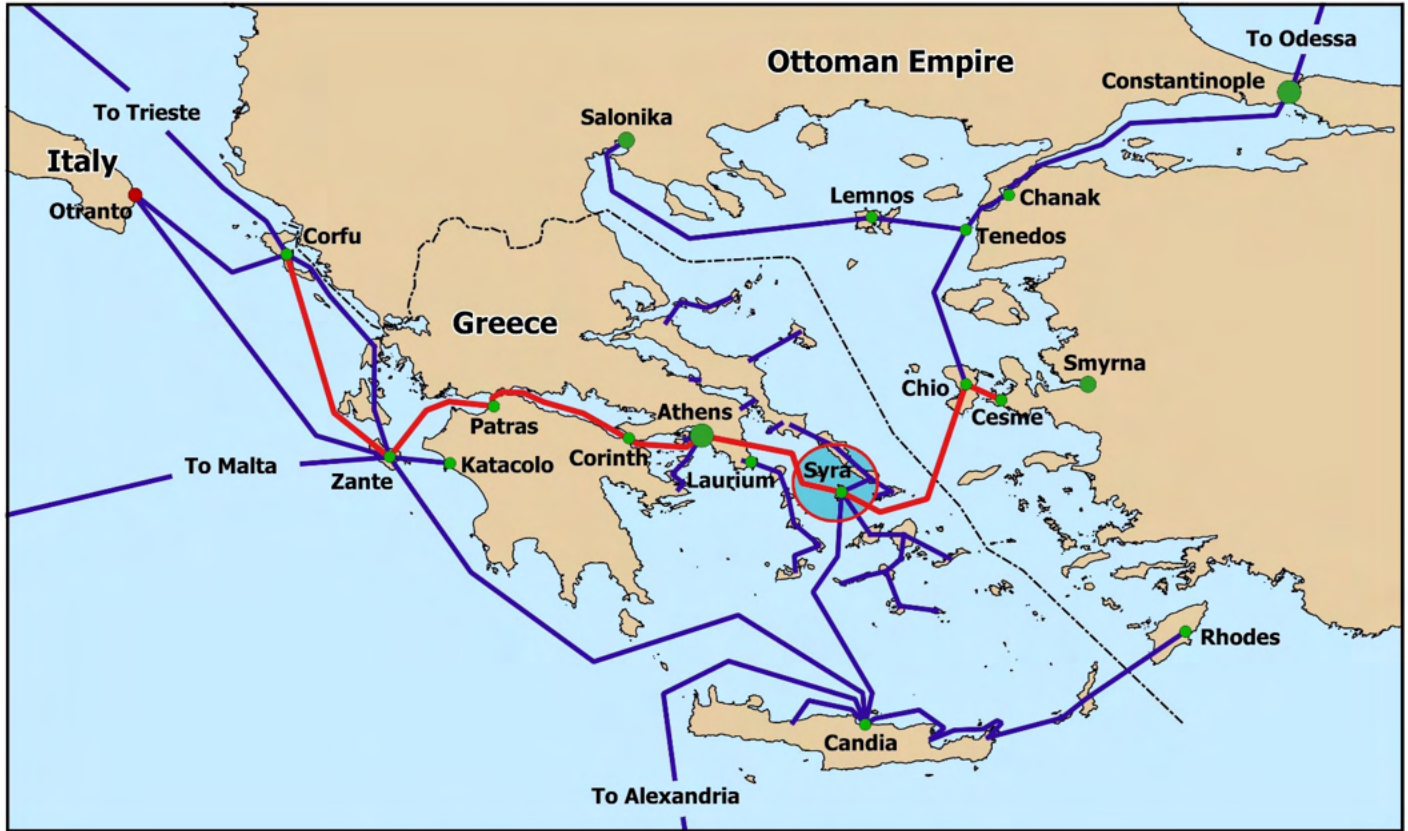 To Odessa
Ottoman Empire
Constantinople
To Trieste
Salonika
Italy
Otranto
Lemnos
Chanak
Tenedos
Corfu
Greece
Smyrna
Chio
Cesme
Athens
Patras
Corinth
Syra
To Malta
Zante
Katacolo
Laurium
Rhodes
Candia
To Alexandria